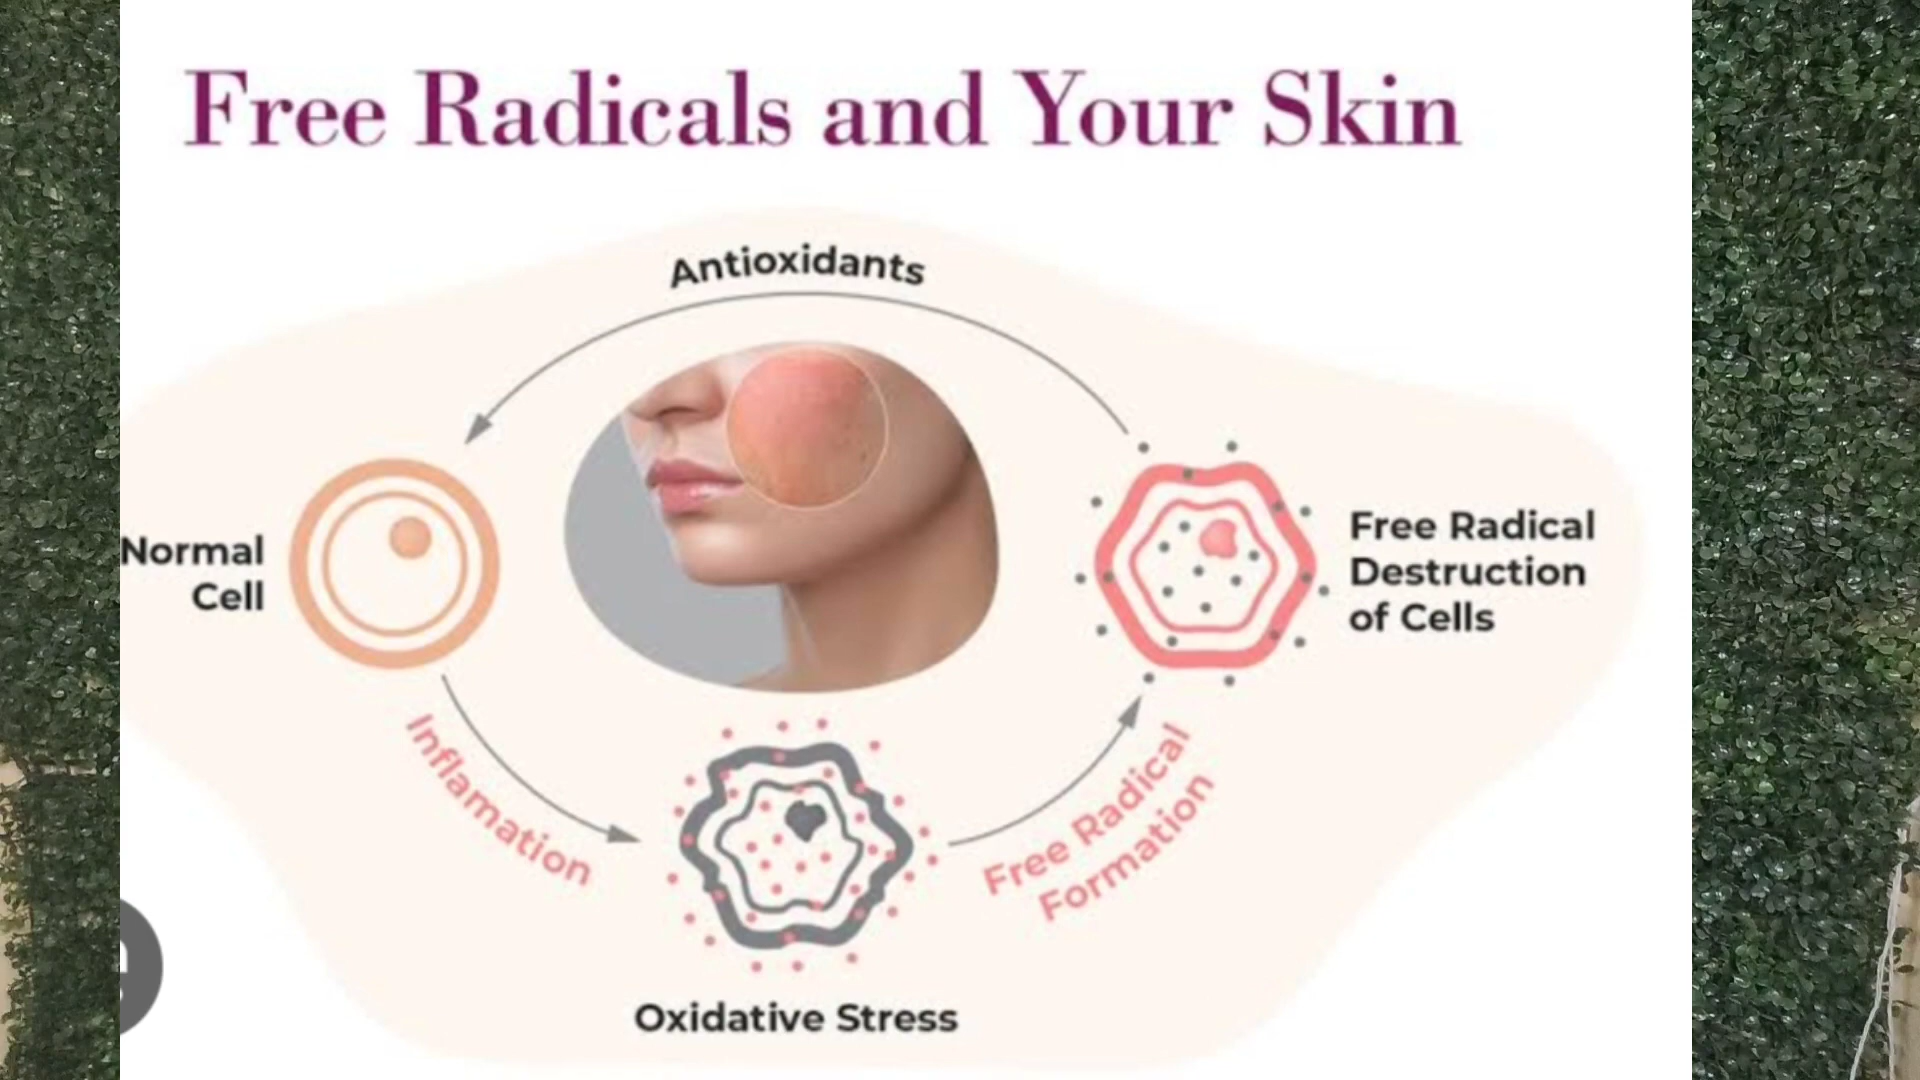 Free Radicals and Your Skin
Antioxidants
Normal
Cell
Free Radical
Destruction
of Cells
Inflamation
Free Radical
Formation
Oxidative Stress